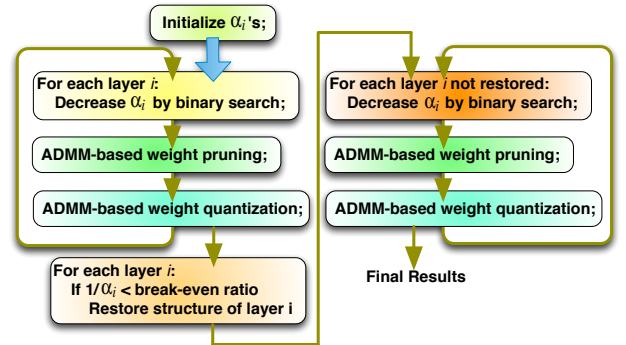 Initialize αi's;
For each layer i:
Decrease αi by binary search;
ADMM-based weight pruning;
ADMM-based weight quantization;
For each layer i:
If 1/αi < break-even ratio
Restore structure of layer i
For each layer i not restored:
Decrease αi by binary search;
ADMM-based weight pruning;
ADMM-based weight quantization;
Final Results